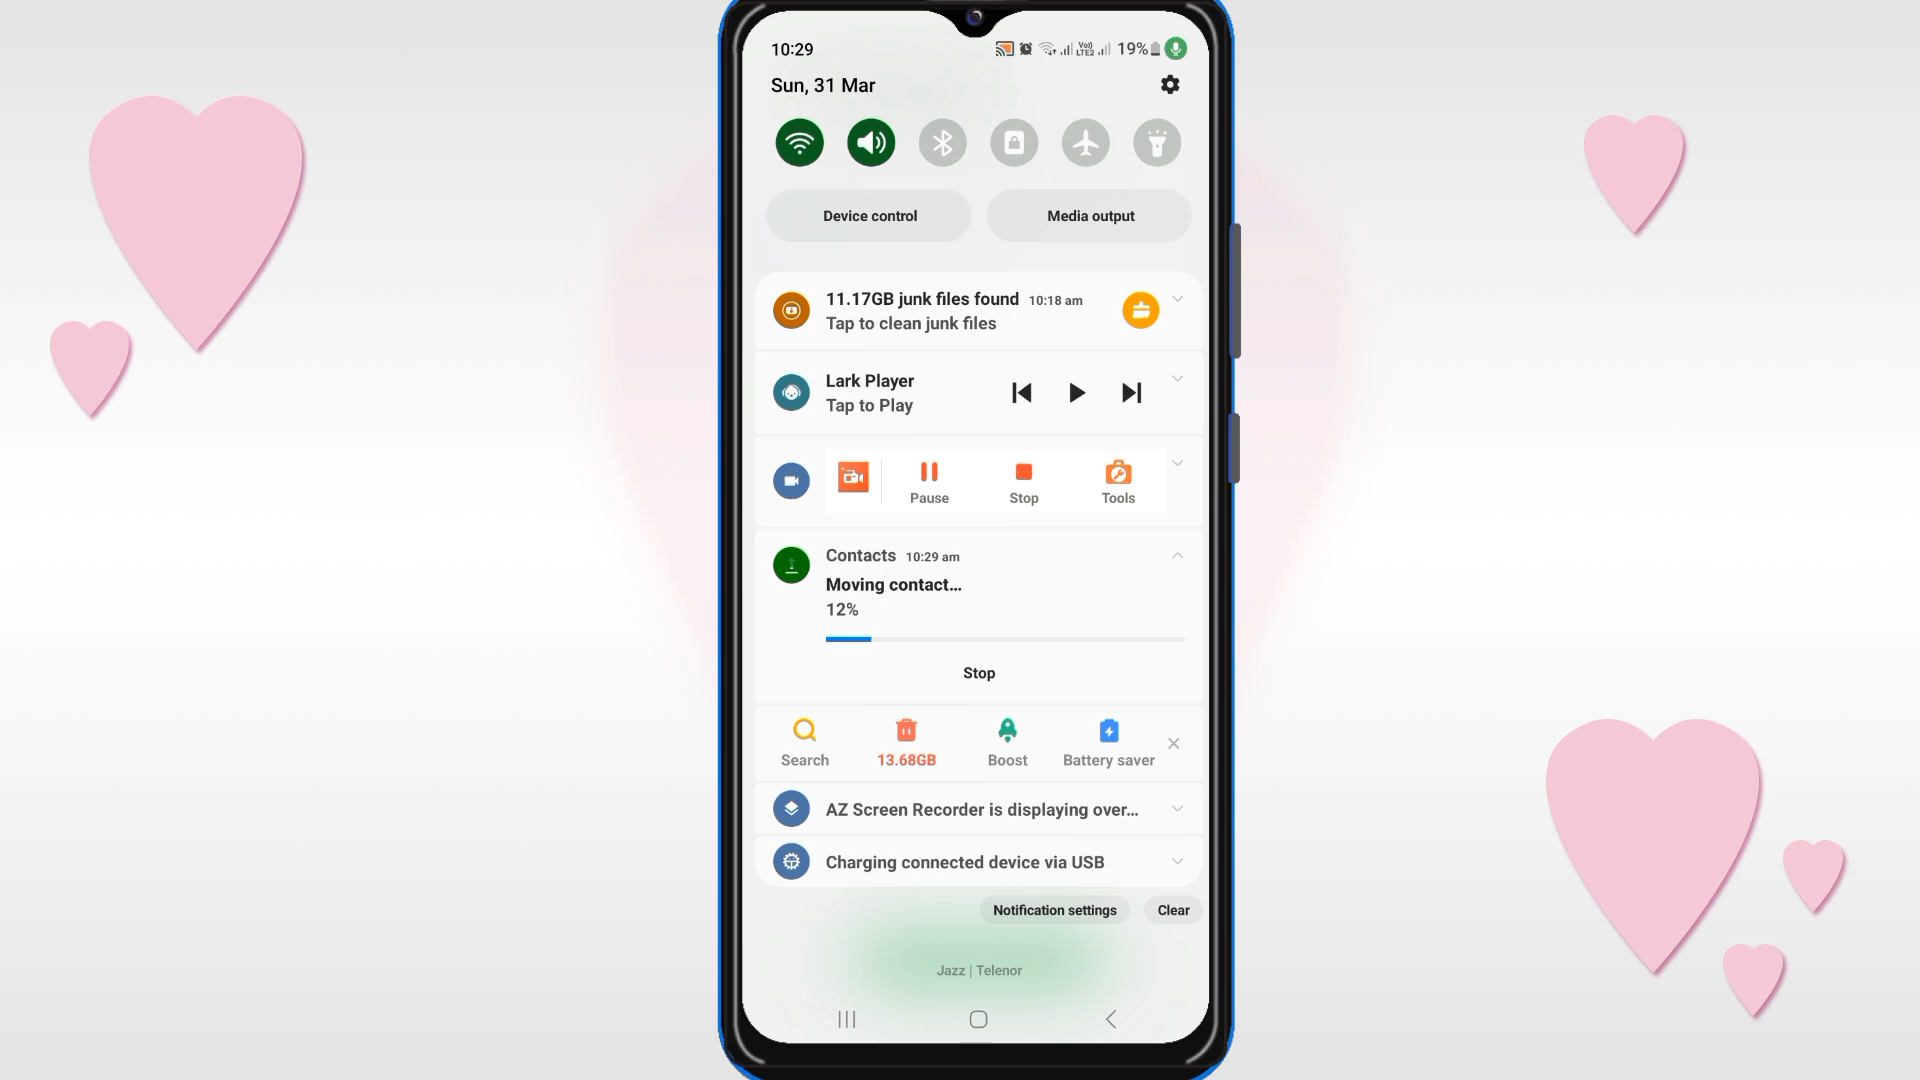 10:29
Vo)) LTE2 19%
Sun, 31 Mar
Device control
Media output
11.17GB junk files found 10:18 am
Tap to clean junk files
Lark Player
Tap to Play
Pause
Stop
Tools
Contacts 10:29 am
Moving contact...
12%
Stop
Search
13.68GB
Boost
Battery saver
AZ Screen Recorder is displaying over...
Charging connected device via USB
Notification settings
Clear
Jazz | Telenor